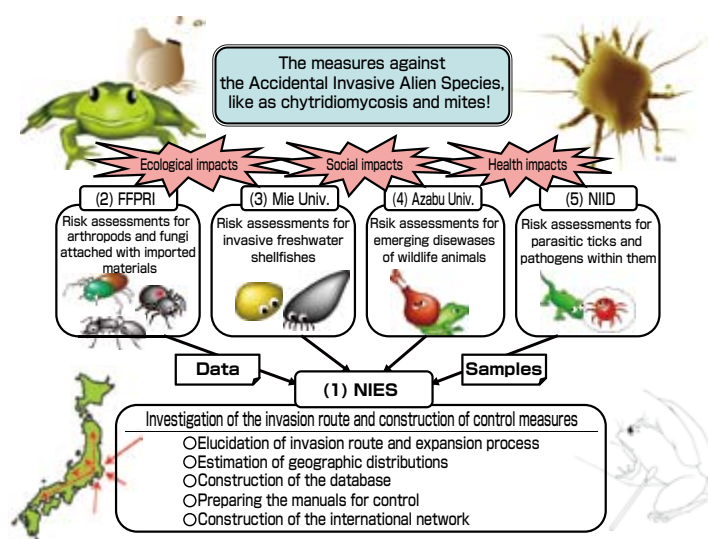 The measures against
the Accidental Invasive Alien Species,
like as chytridiomycosis and mites!
Ecological impacts
Social impacts
Health impacts
(2) FFPRI
Risk assessments for
arthropods and fungi
attached with imported
materials
(3) Mie Univ.
Risk assessments for
invasive freshwater
shellfishes
(4) Azabu Univ.
Risik assessments for
emerging disewases
of wildlife animals
(5) NIID
Risk assessments for
parasitic ticks and
pathogens within them
Data
Samples
(1) NIES
Investigation of the invasion route and construction of control measures
○Elucidation of invasion route and expansion process
○Estimation of geographic distributions
○Construction of the database
○Preparing the manuals for control
○Construction of the international network